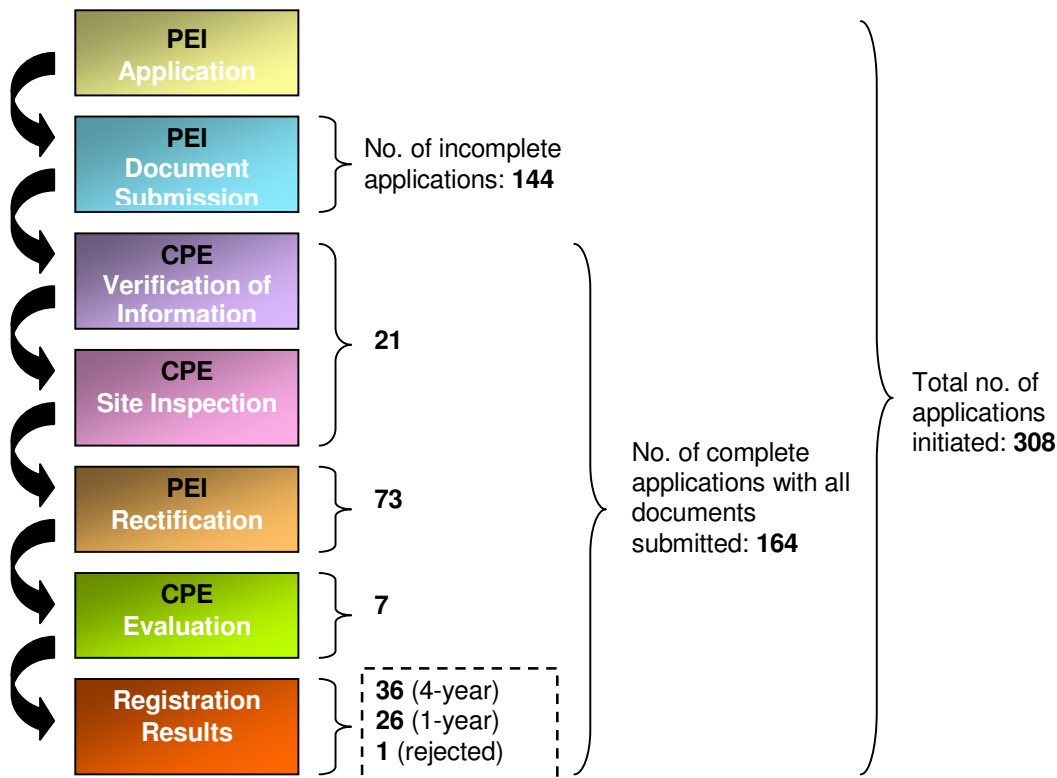 PEI
Application
PEI
Document
Submission
No. of incomplete
applications: 144
CPE
Verification of
Information
21
CPE
Site Inspection
Total no. of
applications
initiated: 308
No. of complete
applications with all
documents
submitted: 164
PEI
Rectification
73
CPE
Evaluation
7
Registration
Results
36 (4-year)
26 (1-year)
1 (rejected)